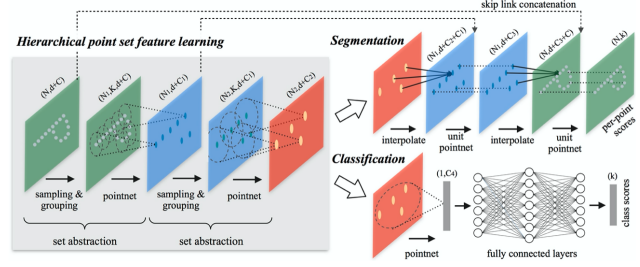 skip link concatenation
Hierarchical point set feature learning
Segmentation
(N,d+C)
(N1,K,d+C)
(N1,d+C1)
(N2,K,d+C1)
(N2,d+C2)
(N1,d+C2+C1)
(N1,d+C3)
(N,d+C3+C)
(N,k)
sampling &
grouping
pointnet
sampling &
grouping
pointnet
set abstraction
set abstraction
interpolate
unit
pointnet
interpolate
unit
pointnet
per-point
scores
Classification
(1,C4)
(k)
class scores
pointnet
fully connected layers